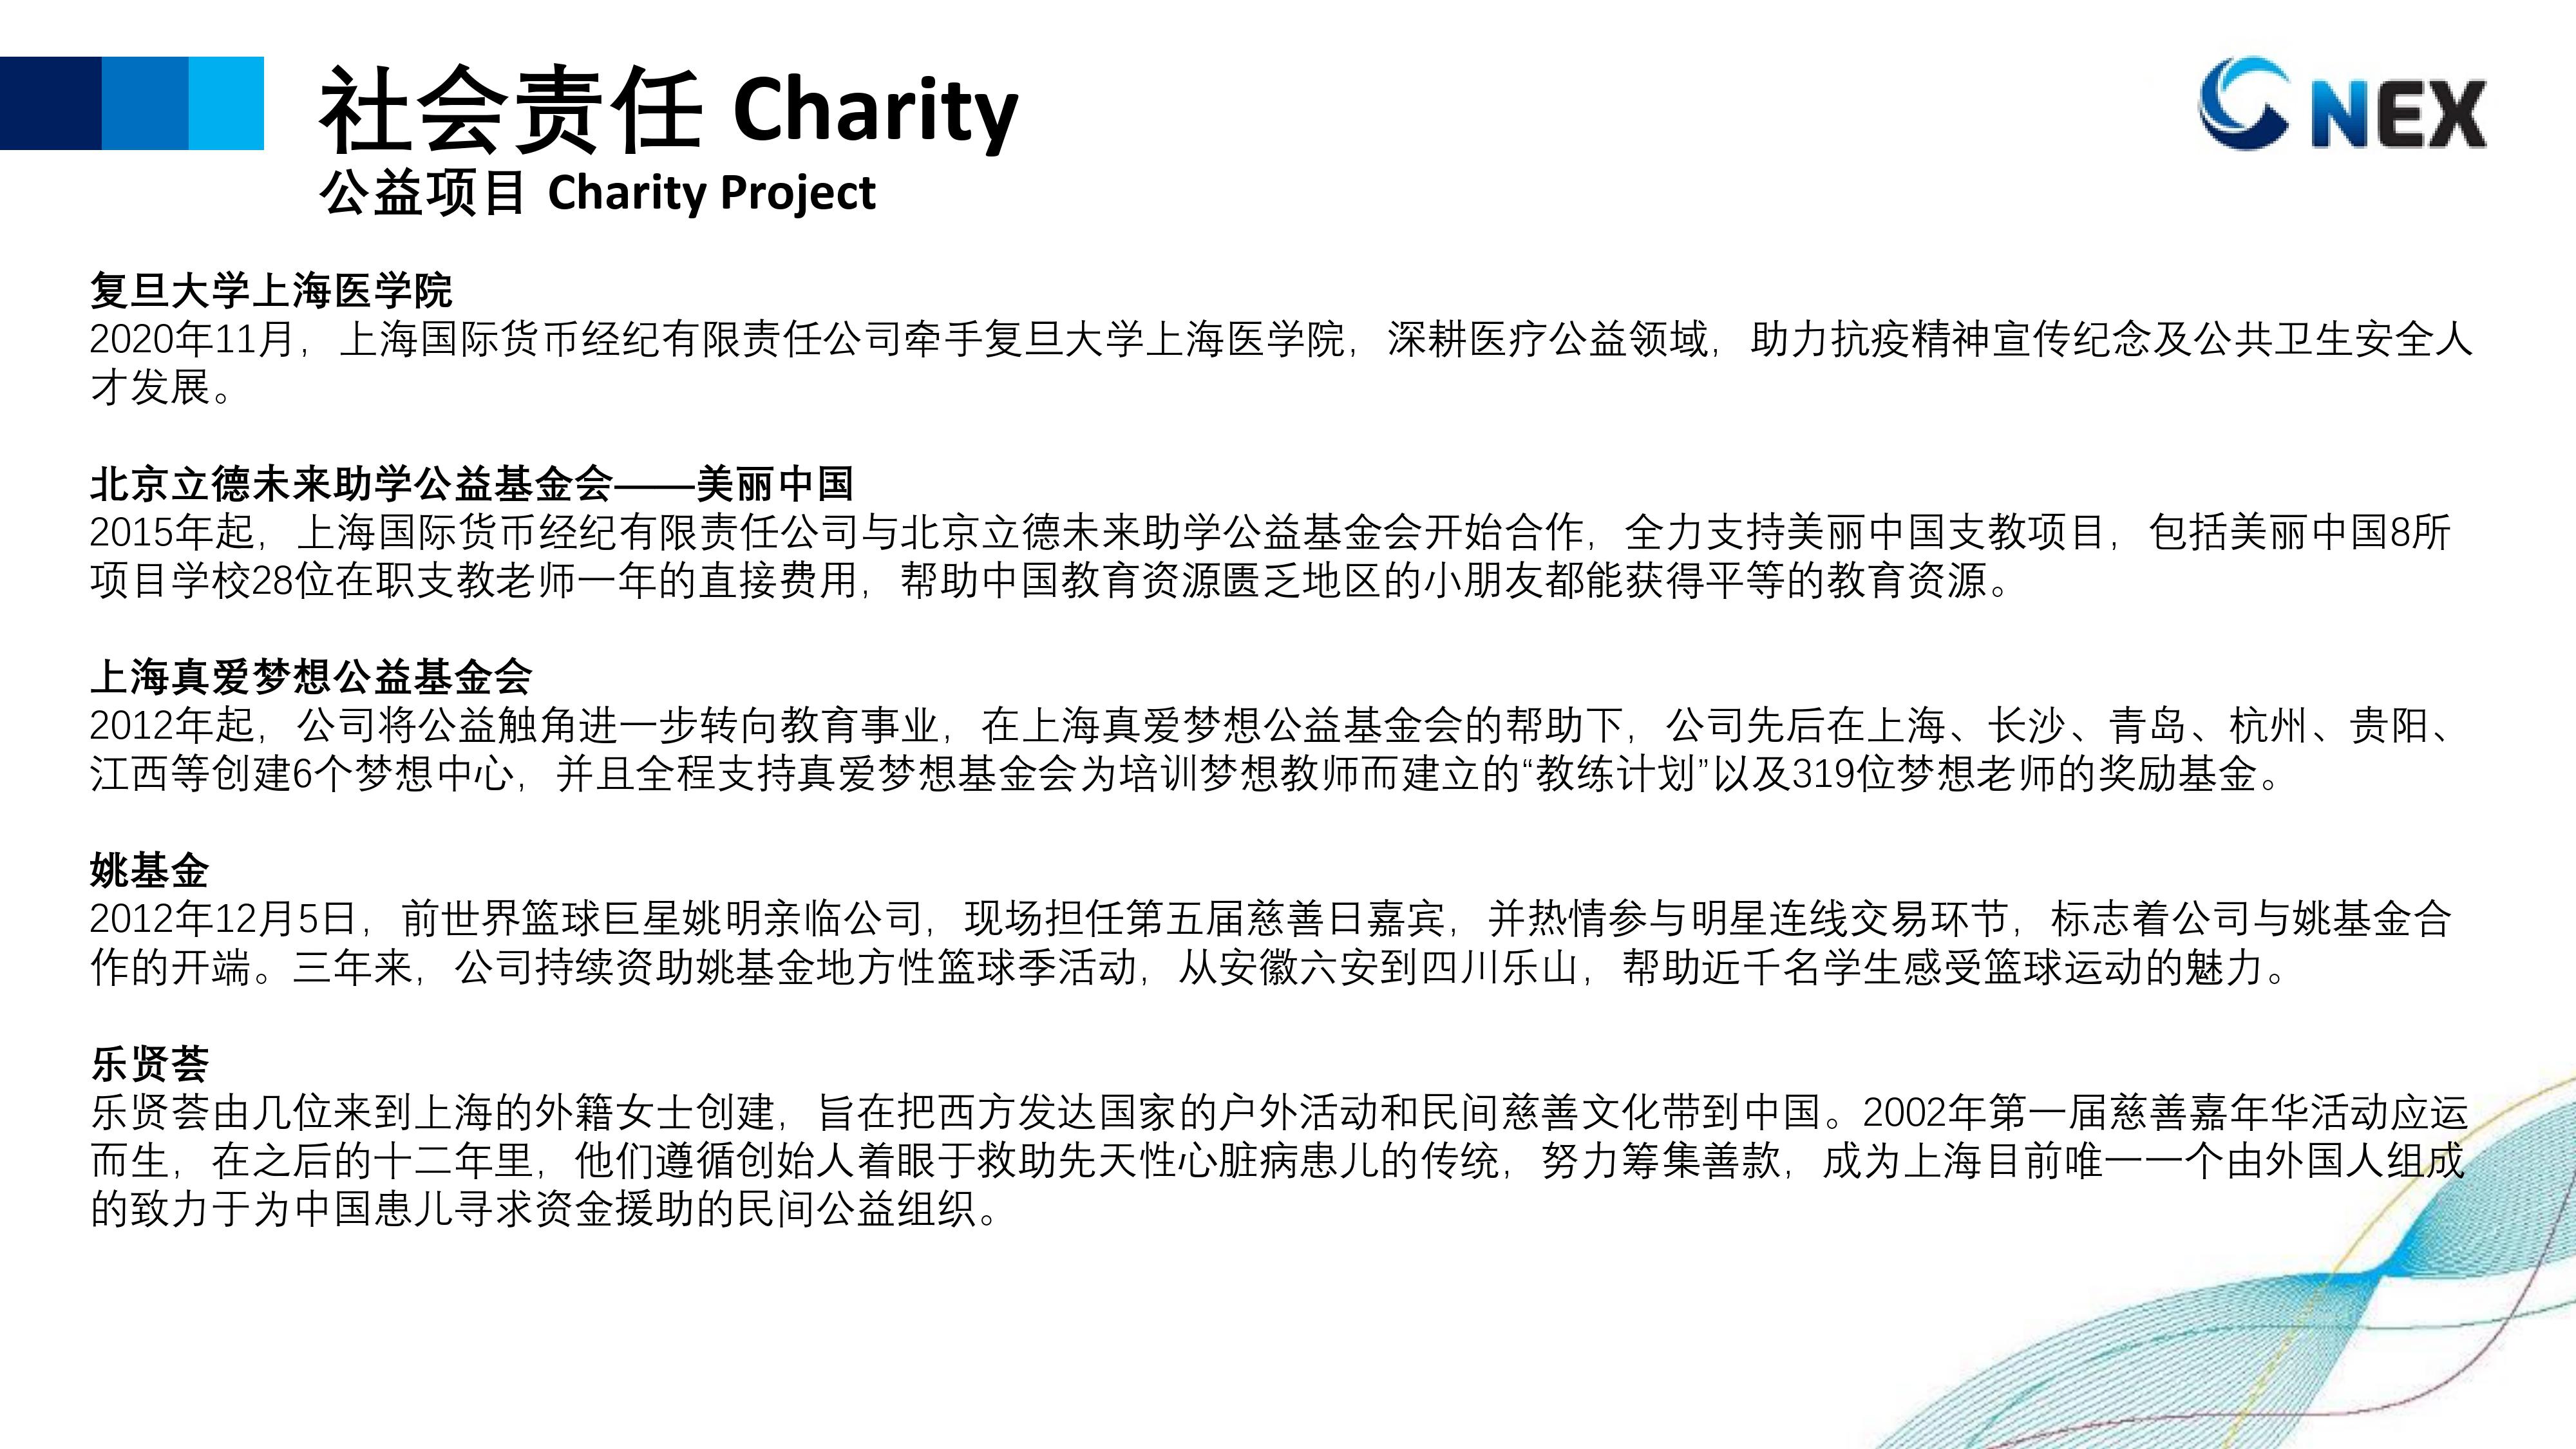 社会责任 Charity
公益项目 Charity Project
NEX
复旦大学上海医学院
2020年11月，上海国际货币经纪有限责任公司牵手复旦大学上海医学院，深耕医疗公益领域，助力抗疫精神宣传纪念及公共卫生安全人
才发展。
北京立德未来助学公益基金会——美丽中国
2015年起，上海国际货币经纪有限责任公司与北京立德未来助学公益基金会开始合作，全力支持美丽中国支教项目，包括美丽中国8所
项目学校28位在职支教老师一年的直接费用，帮助中国教育资源匮乏地区的小朋友都能获得平等的教育资源。
上海真爱梦想公益基金会
2012年起，公司将公益触角进一步转向教育事业，在上海真爱梦想公益基金会的帮助下，公司先后在上海、长沙、青岛、杭州、贵阳、
江西等创建6个梦想中心，并且全程支持真爱梦想基金会为培训梦想教师而建立的“教练计划”以及319位梦想老师的奖励基金。
姚基金
2012年12月5日，前世界篮球巨星姚明亲临公司，现场担任第五届慈善日嘉宾，并热情参与明星连线交易环节，标志着公司与姚基金合
作的开端。三年来，公司持续资助姚基金地方性篮球季活动，从安徽六安到四川乐山，帮助近千名学生感受篮球运动的魅力。
乐贤荟
乐贤荟由几位来到上海的外籍女士创建，旨在把西方发达国家的户外活动和民间慈善文化带到中国。2002年第一届慈善嘉年华活动应运
而生，在之后的十二年里，他们遵循创始人着眼于救助先天性心脏病患儿的传统，努力筹集善款，成为上海目前唯一一个由外国人组成
的致力于为中国患儿寻求资金援助的民间公益组织。